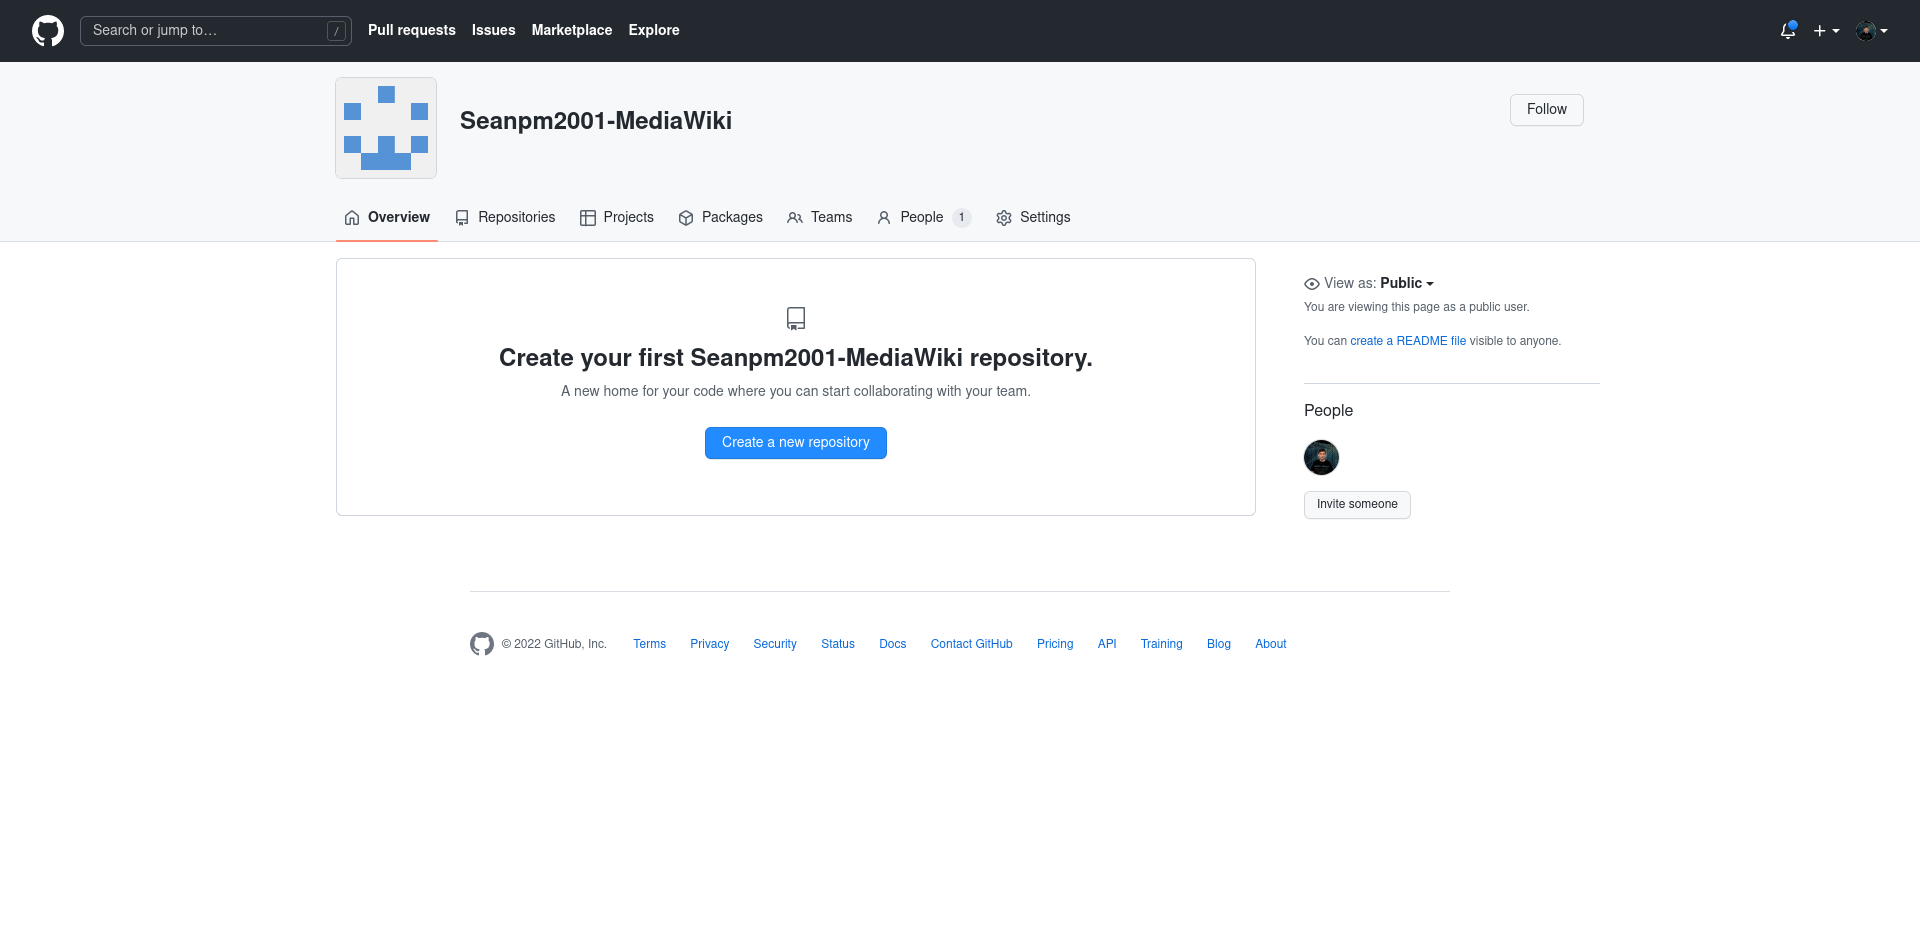 Search or jump to… /
Pull requests Issues Marketplace Explore
Seanpm2001-MediaWiki
Follow
Overview Repositories Projects Packages Teams People 1 Settings
Create your first Seanpm2001-MediaWiki repository.
A new home for your code where you can start collaborating with your team.
Create a new repository
View as: Public
You are viewing this page as a public user.
You can create a README file visible to anyone.
People
Invite someone
© 2022 GitHub, Inc. Terms Privacy Security Status Docs Contact GitHub Pricing API Training Blog About